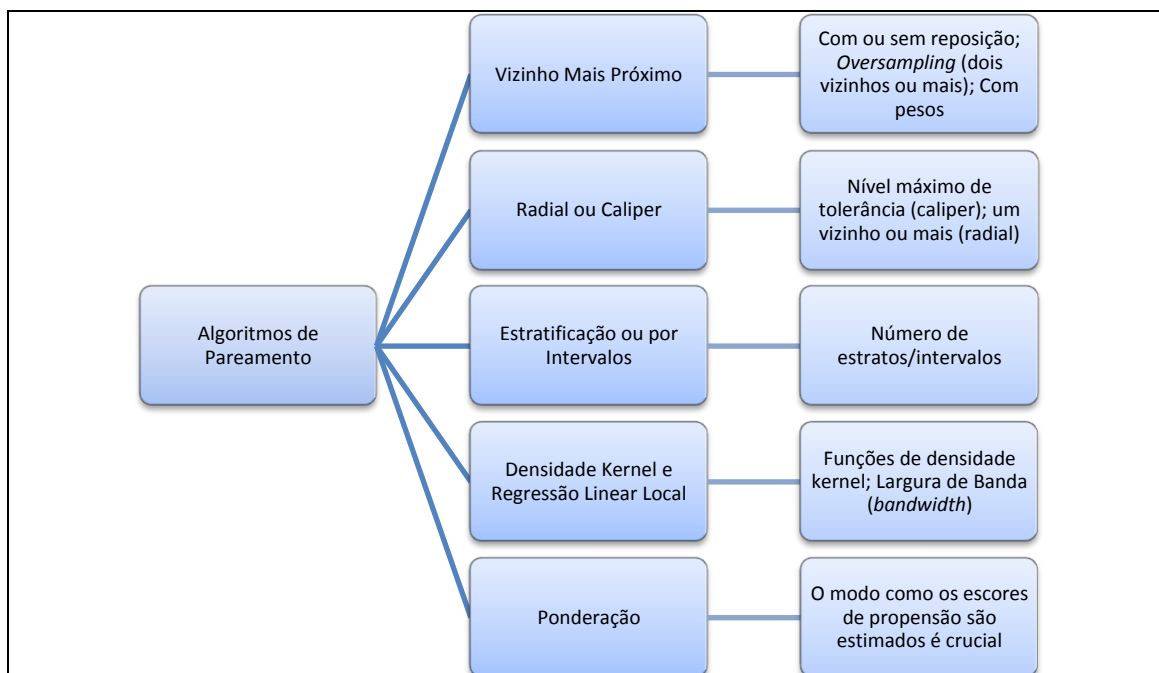 Vizinho Mais Próximo
Com ou sem reposição;
Oversampling (dois
vizinhos ou mais); Com
pesos
Radial ou Caliper
Nível máximo de
tolerância (caliper); um
vizinho ou mais (radial)
Algoritmos de
Pareamento
Estratificação ou por
Intervalos
Número de
estratos/intervalos
Densidade Kernel e
Regressão Linear Local
Funções de densidade
kernel; Largura de Banda
(bandwidth)
Ponderação
O modo como os escores
de propensão são
estimados é crucial